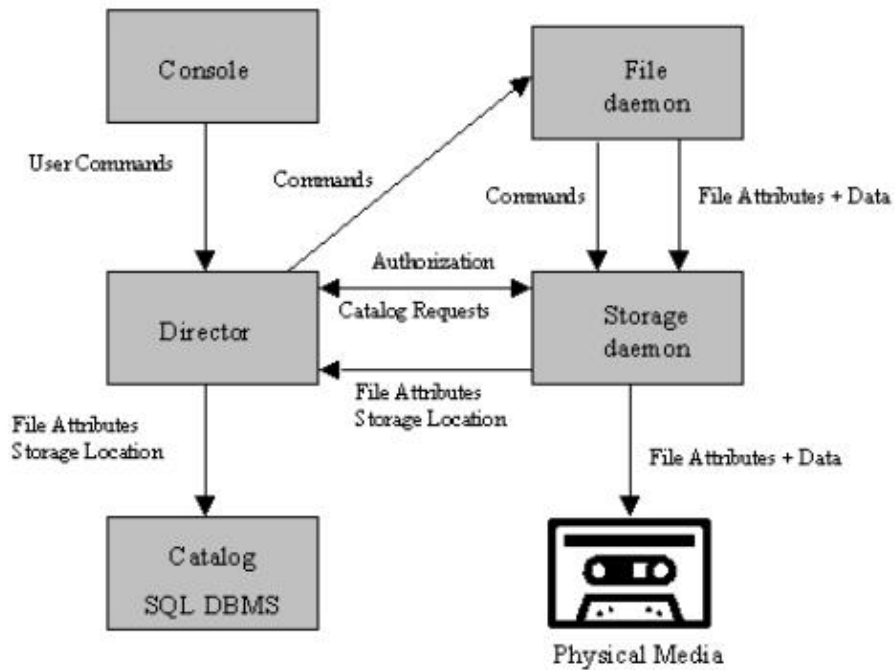 Console
File
daemon
User Commands
Commands
Commands
File Attributes + Data
Authorization
Director
Catalog Requests
Storage
daemon
File Attributes
Storage Location
File Attributes
Storage Location
File Attributes + Data
Catalog
SQL DBMS
Physical Media